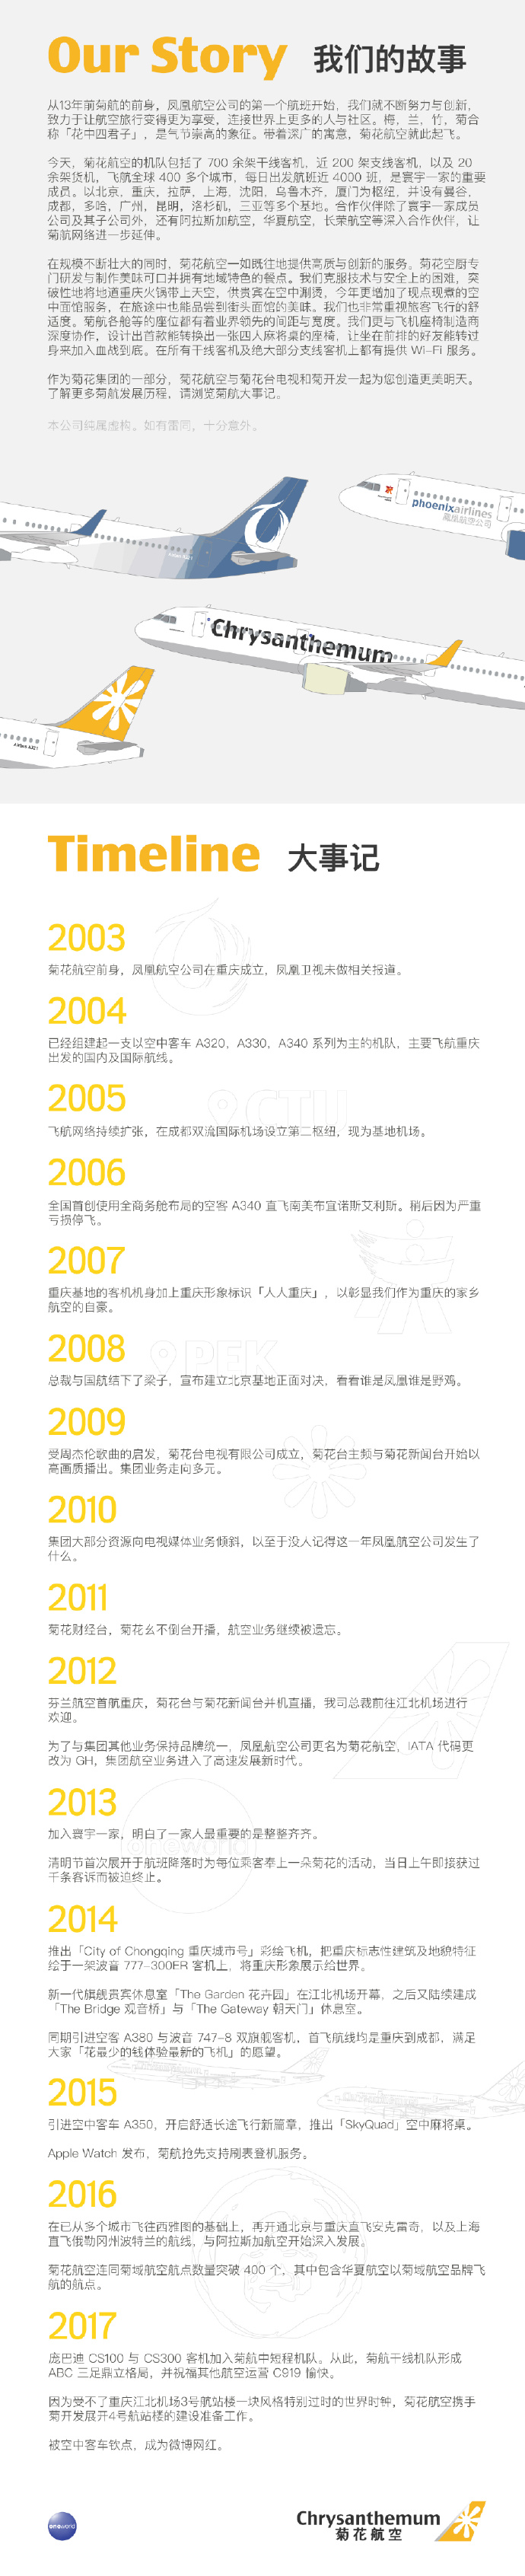 Our Story 我们的故事
从13年前菊航的前身，凤凰航空公司的第一个航班开始，我们就不断努力与创新，
致力于让航空旅行变得更为享受，连接世界上更多的人与社区。梅，兰，竹，菊合
称「花中四君子」，是气节崇高的象征。带着深广的寓意，菊花航空就此起飞。
今天，菊花航空的机队包括了 700 余架干线客机，近 200 架支线客机，以及 20
余架货机，飞航全球 400 多个城市，每日出发航班近 4000 班，是寰宇一家的重要
成员。以北京，重庆，拉萨，上海，沈阳，乌鲁木齐，厦门为枢纽，并设有曼谷，
成都，多哈，广州，昆明，洛杉矶，三亚等多个基地。合作伙伴除了寰宇一家成员
公司及其子公司外，还有阿拉斯加航空，华夏航空，长荣航空等深入合作伙伴，让
菊航网络进一步延伸。
在规模不断壮大的同时，菊花航空一如既往地提供高质与创新的服务。菊花空厨专
门研发与制作美味可口并拥有地域特色的餐点。我们克服技术与安全上的困难，突
破性地将地道重庆火锅带上天空，供贵宾在空中涮烫，今年更增加了现点现煮的空
中面馆服务，在旅途中也能品尝到街头面馆的美味。我们也非常重视旅客飞行的舒
适度。菊航各舱等的座位都有着业界领先的间距与宽度。我们更与飞机座椅制造商
深度协作，设计出首款能转换出一张四人麻将桌的座椅，让坐在前排的好友能转过
身来加入血战到底。在所有干线客机及绝大部分支线客机上都有提供 Wi-Fi 服务。
作为菊花集团的一部分，菊花航空与菊花台电视和菊开发一起为您创造更美明天。
了解更多菊航发展历程，请浏览菊航大事记。
本公司纯属虚构。如有雷同，十分意外。
phoenixairlines
凤凰航空公司
Airbus A321
Chrysanthemum
Airbus A321
Timeline 大事记
2003
菊花航空前身，凤凰航空公司在重庆成立，凤凰卫视未做相关报道。
2004
已经组建起一支以空中客车 A320，A330，A340 系列为主的机队，主要飞航重庆
出发的国内及国际航线。
2005
CTU
飞航网络持续扩张，在成都双流国际机场设立第二枢纽，现为基地机场。
2006
全国首创使用全商务舱布局的空客 A340 直飞南美布宜诺斯艾利斯。稍后因为严重
亏损停飞。
2007
重庆基地的客机机身加上重庆形象标识「人人重庆」，以彰显我们作为重庆的家乡
航空的自豪。
2008
PEK
总裁与国航结下了梁子，宣布建立北京基地正面对决，看看谁是凤凰谁是野鸡。
2009
受周杰伦歌曲的启发，菊花台电视有限公司成立，菊花台主频与菊花新闻台开始以
高画质播出。集团业务走向多元。
2010
集团大部分资源向电视媒体业务倾斜，以至于没人记得这一年凤凰航空公司发生了
什么。
2011
菊花财经台，菊花幺不倒台开播，航空业务继续被遗忘。
2012
芬兰航空首航重庆，菊花台与菊花新闻台并机直播，我司总裁前往江北机场进行
欢迎。
为了与集团其他业务保持品牌统一，凤凰航空公司更名为菊花航空，IATA 代码更
改为 GH，集团航空业务进入了高速发展新时代。
2013
加入寰宇一家，明白了一家人最重要的是整整齐齐。
oneworld
清明节首次展开于航班降落时为每位乘客奉上一朵菊花的活动，当日上午即接获过
千条客诉而被迫终止。
2014
推出「City of Chongqing 重庆城市号」彩绘飞机，把重庆标志性建筑及地貌特征
绘于一架波音 777-300ER 客机上，将重庆形象展示给世界。
新一代旗舰贵宾休息室「The Garden 花卉园」在江北机场开幕，之后又陆续建成
「The Bridge 观音桥」与「The Gateway 朝天门」休息室。
同期引进空客 A380 与波音 747-8 双旗舰客机，首飞航线均是重庆到成都，满足
大家「花最少的钱体验最新的飞机」的愿望。
2015
引进空中客车 A350，开启舒适长途飞行新篇章，推出「SkyQuad」空中麻将桌。
Apple Watch 发布，菊航抢先支持刷表登机服务。
2016
在已从多个城市飞往西雅图的基础上，再开通北京与重庆直飞安克雷奇，以及上海
直飞俄勒冈州波特兰的航线，与阿拉斯加航空开始深入发展。
菊花航空连同菊域航空航点数量突破 400 个，其中包含华夏航空以菊域航空品牌飞
航的航点。
2017
庞巴迪 CS100 与 CS300 客机加入菊航中短程机队。从此，菊航干线机队形成
ABC 三足鼎立格局，并祝福其他航空运营 C919 愉快。
因为受不了重庆江北机场3号航站楼一块风格特别过时的世界时钟，菊花航空携手
菊开发展开4号航站楼的建设准备工作。
被空中客车钦点，成为微博网红。
oneworld
Chrysanthemum
菊花航空